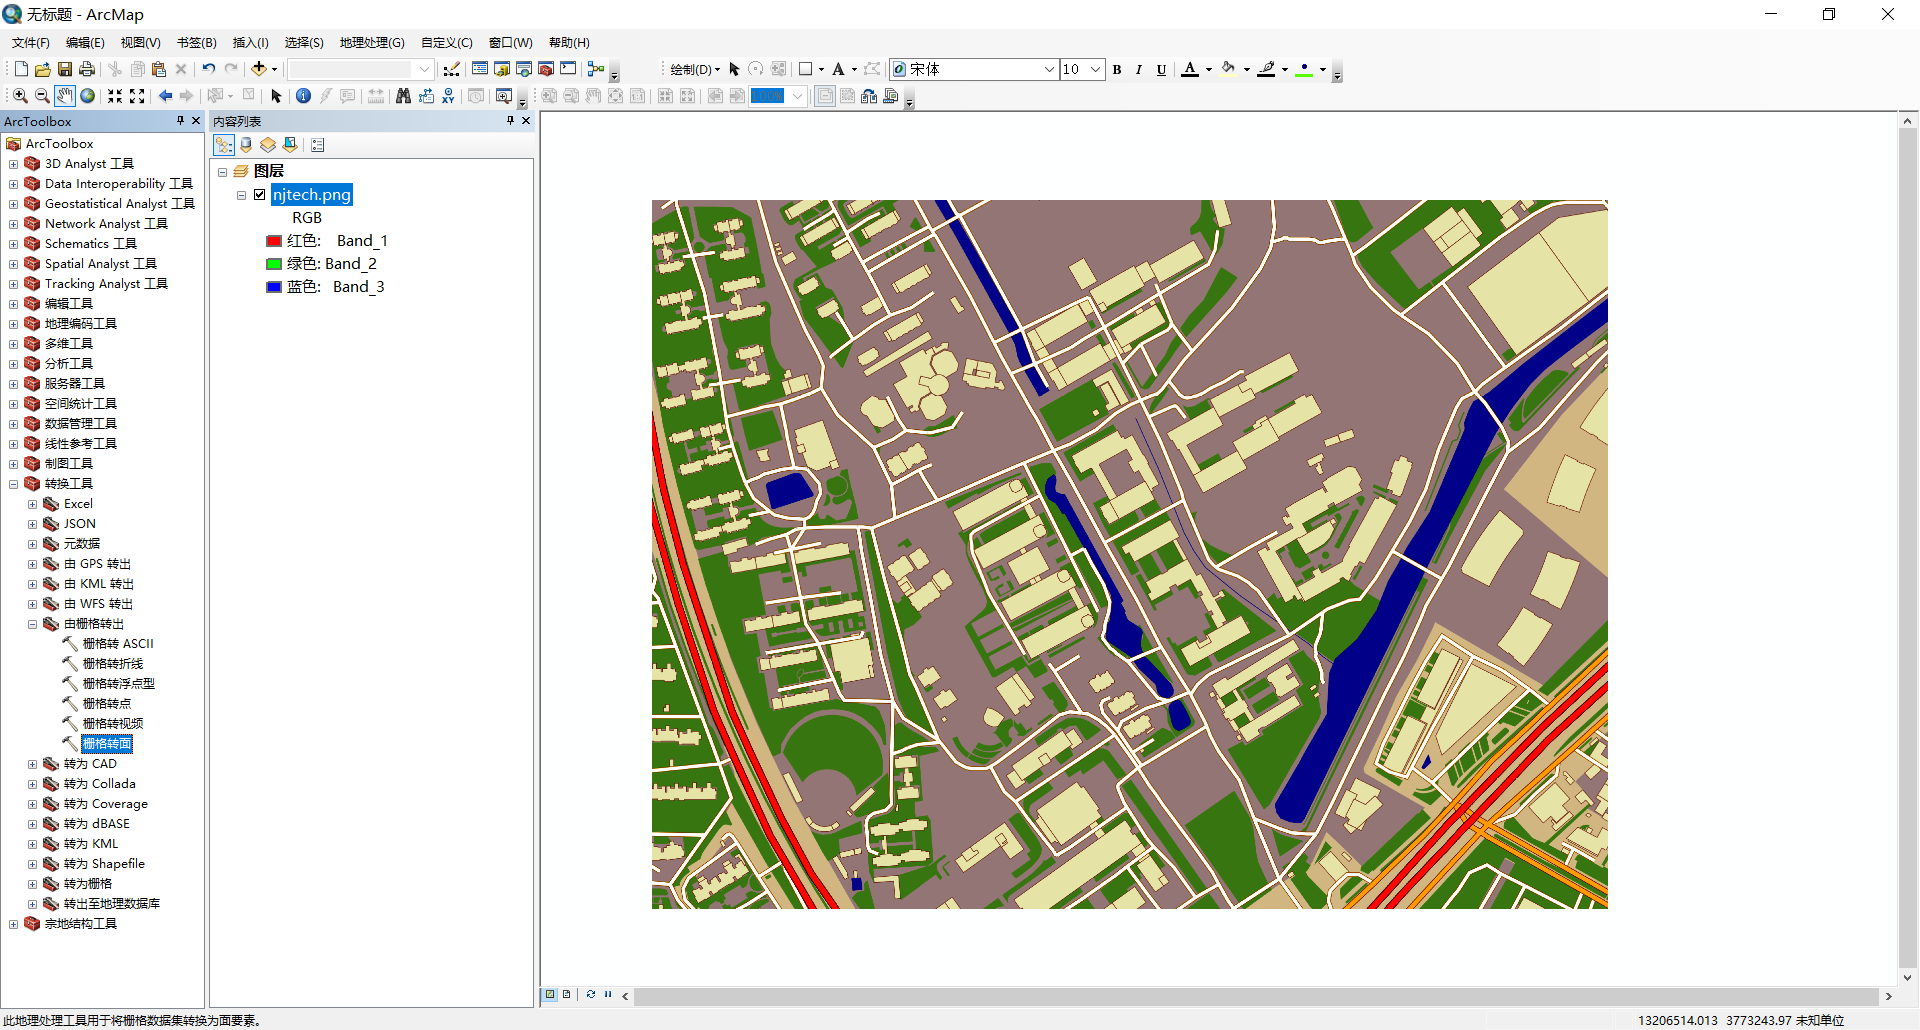 无标题 - ArcMap
文件(F) 编辑(E) 视图(V) 书签(B) 插入(I) 选择(S) 地理处理(G) 自定义(C) 窗口(W) 帮助(H)
绘制(D) 宋体 10 B I U A
ArcToolbox
内容列表
ArcToolbox
3D Analyst 工具
Data Interoperability 工具
Geostatistical Analyst 工具
Network Analyst 工具
Schematics 工具
Spatial Analyst 工具
Tracking Analyst 工具
编辑工具
地理编码工具
多维工具
分析工具
服务器工具
空间统计工具
数据管理工具
线性参考工具
制图工具
转换工具
Excel
JSON
元数据
由 GPS 转出
由 KML 转出
由 WFS 转出
由栅格转出
栅格转 ASCII
栅格转折线
栅格转浮点型
栅格转点
栅格转视频
栅格转面
转为 CAD
转为 Collada
转为 Coverage
转为 dBASE
转为 KML
转为 Shapefile
转为栅格
转出至地理数据库
宗地结构工具
图层
njtech.png
RGB
红色: Band_1
绿色: Band_2
蓝色: Band_3
此地理处理工具用于将栅格数据集转换为面要素。
13206514.013 3773243.97 未知单位